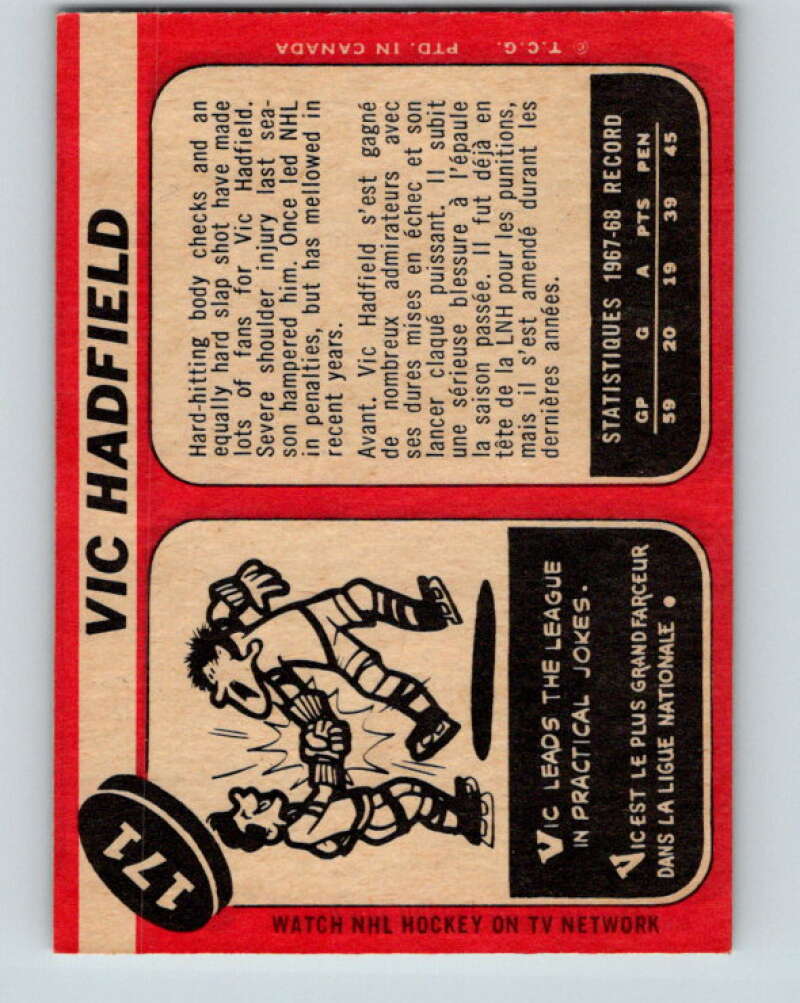 171
VIC HADFIELD
WATCH NHL HOCKEY ON TV NETWORK
VIC LEADS THE LEAGUE
IN PRACTICAL JOKES.
VIC EST LE PLUS GRAND FARCEUR
DANS LA LIGUE NATIONALE.
Hard-hitting body checks and an
equally hard slap shot have made
lots of fans for Vic Hadfield.
Severe shoulder injury last sea-
son hampered him. Once led NHL
in penalties, but has mellowed in
recent years.
Avant. Vic Hadfield s'est gagné
de nombreux admirateurs avec
ses dures mises en échec et son
lancer claqué puissant. Il subit
une sérieuse blessure à l'épaule
la saison passée. Il fut déjà en
tête de la LNH pour les punitions,
mais il s'est amendé durant les
dernières années.
STATISTIQUES 1967-68 RECORD
GP G A PTS PEN
59 20 19 39 45
© T.C.G. PTD. IN CANADA